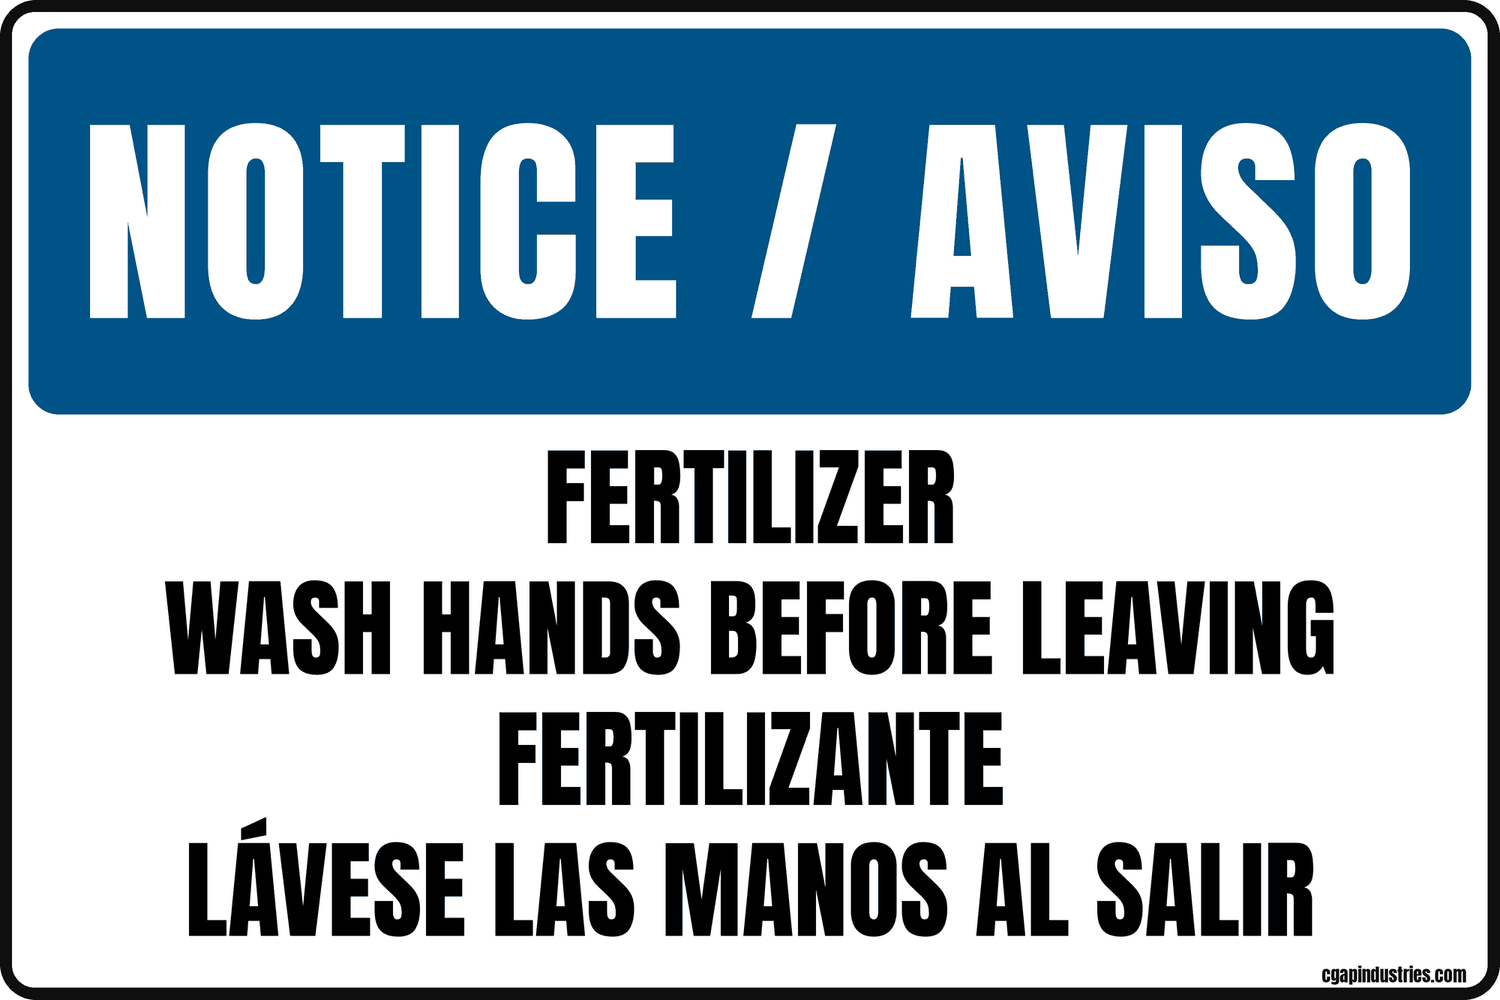 NOTICE / AVISO
FERTILIZER
WASH HANDS BEFORE LEAVING
FERTILIZANTE
LÁVESE LAS MANOS AL SALIR
cgapindustries.com